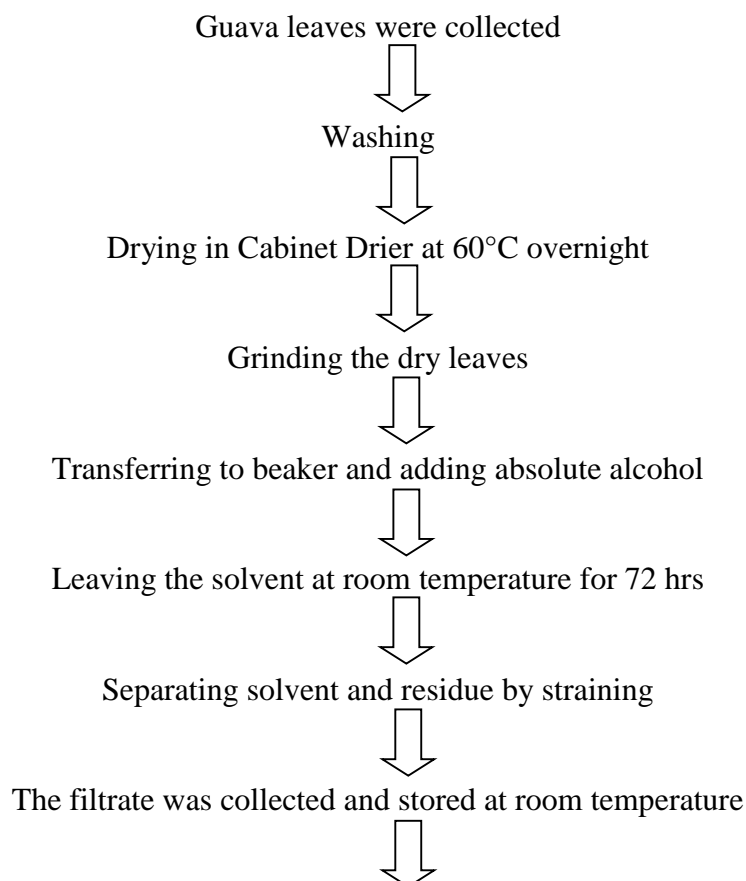 Guava leaves were collected
Washing
Drying in Cabinet Drier at 60°C overnight
Grinding the dry leaves
Transferring to beaker and adding absolute alcohol
Leaving the solvent at room temperature for 72 hrs
Separating solvent and residue by straining
The filtrate was collected and stored at room temperature